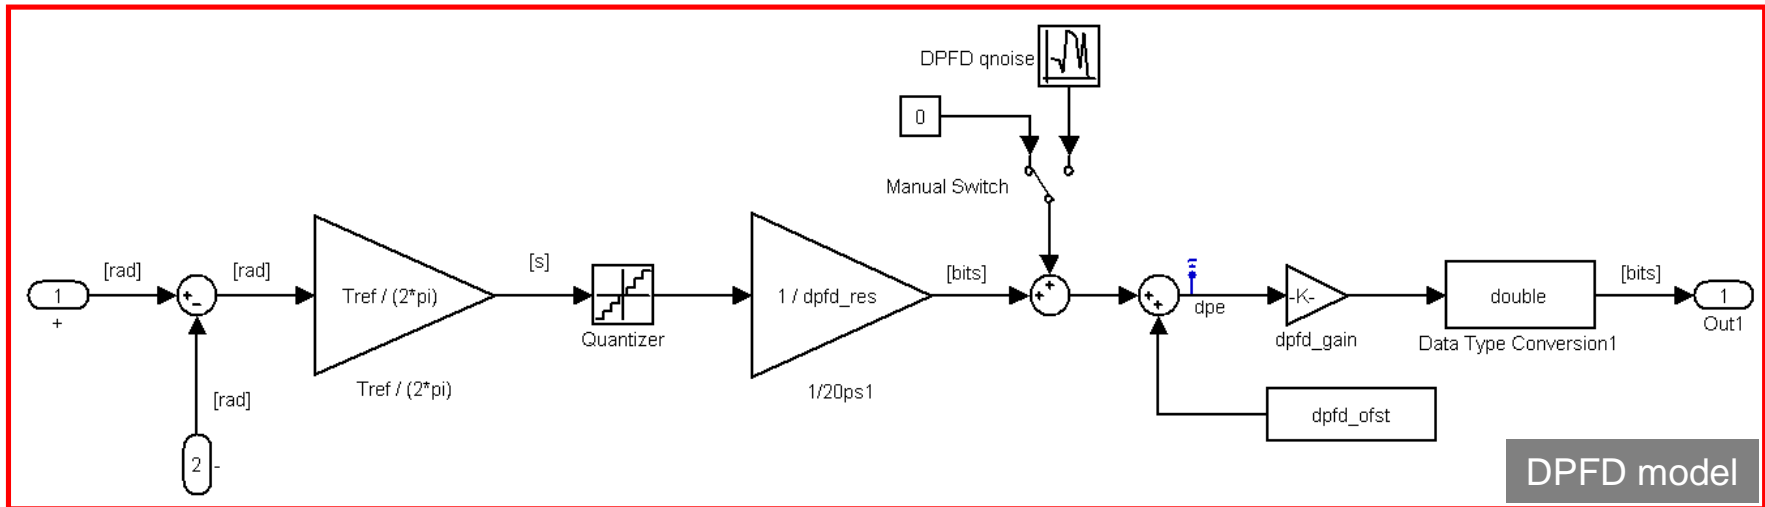 DPFD qnoise
0
Manual Switch
[rad]
[rad]
[s]
[bits]
[bits]
1
+
+
-
Tref / (2*pi)
Tref / (2*pi)
Quantizer
1 / dpfd_res
1/20ps1
+
+
+
+
dpe
-K-
dpfd_gain
double
Data Type Conversion1
1
Out1
[rad]
2
-
dpfd_ofst
DPFD model